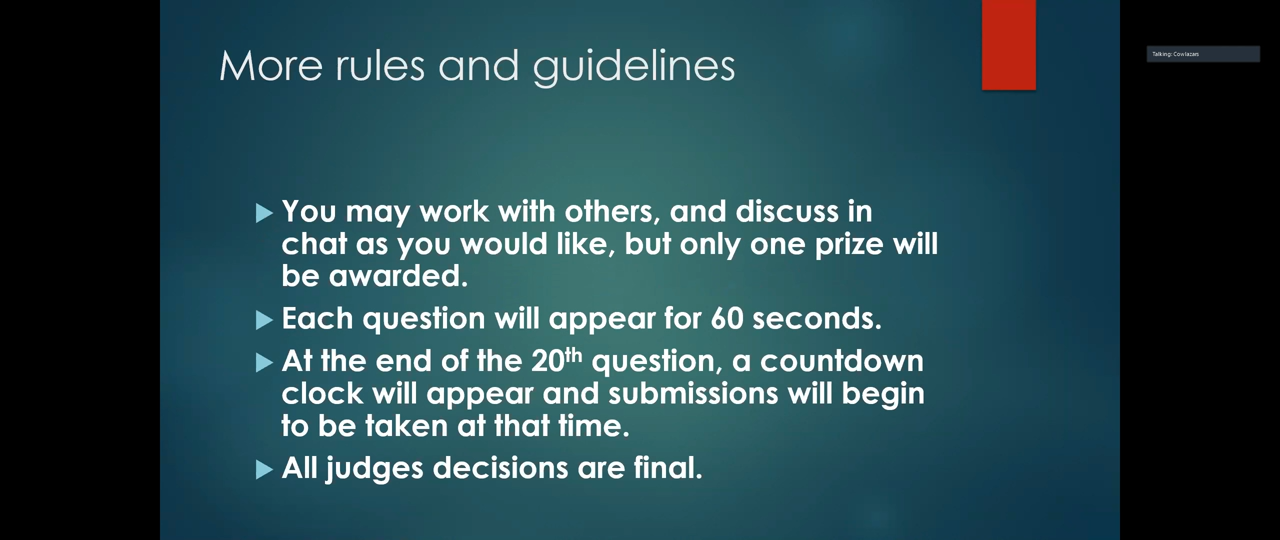 More rules and guidelines
Talking: Cowlazars
You may work with others, and discuss in
chat as you would like, but only one prize will
be awarded.
Each question will appear for 60 seconds.
At the end of the 20th question, a countdown
clock will appear and submissions will begin
to be taken at that time.
All judges decisions are final.